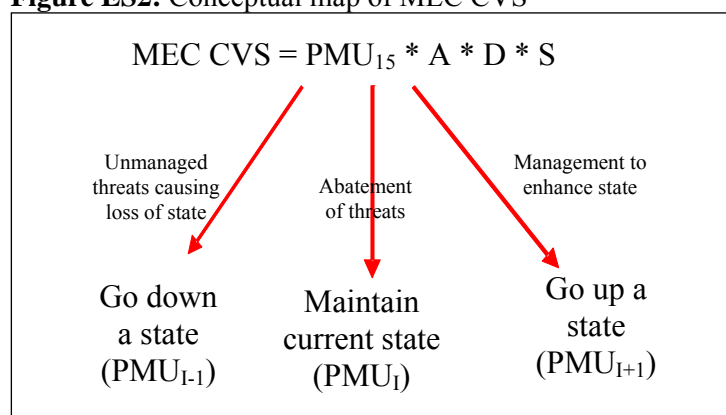 Figure ES2: Conceptual map of MEC CVS
MEC CVS = PMU15 * A * D * S
Unmanaged
threats causing
loss of state
Abatement
of threats
Management to
enhance state
Go down
a state
(PMUI-1)
Maintain
current state
(PMUI)
Go up a
state
(PMUI+1)